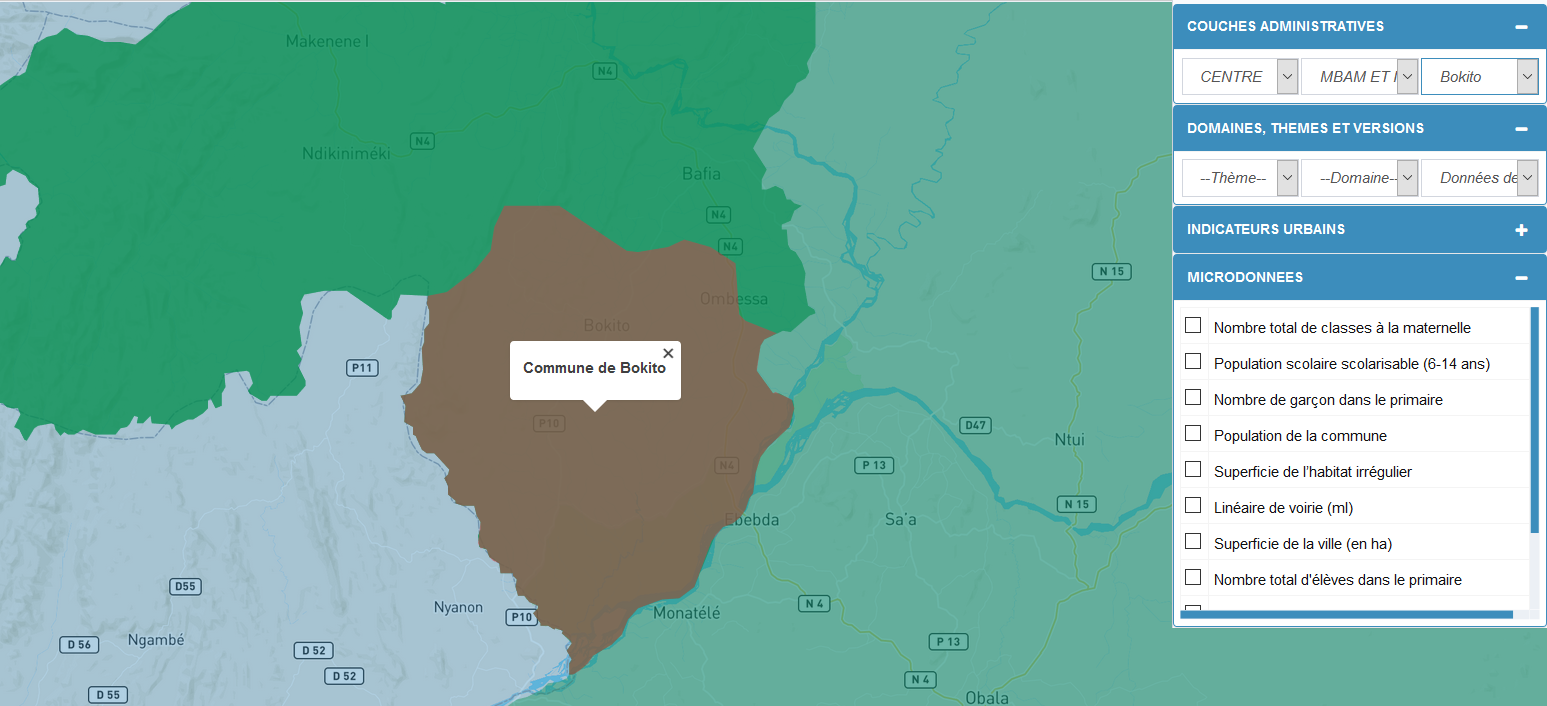 COUCHES ADMINISTRATIVES
CENTRE
MBAM ET I
Bokito
DOMAINES, THEMES ET VERSIONS
--Thème--
--Domaine--
Données de
INDICATEURS URBAINS
MICRODONNEES
Nombre total de classes à la maternelle
Population scolaire scolarisable (6-14 ans)
Nombre de garçon dans le primaire
Population de la commune
Superficie de l'habitat irrégulier
Linéaire de voirie (ml)
Superficie de la ville (en ha)
Nombre total d'élèves dans le primaire
Makenene I
N4
N4
Ndikiniméki
Bafia
N4
N4
N 15
Ombessa
Bokito
Commune de Bokito
P11
P10
D47
Ntui
N4
P 13
N 15
Ebebda
Sa'a
D55
Nyanon
P10
Monatélé
N 4
D 56
Ngambé
D 52
P 13
D 52
N 4
D 55
Obala